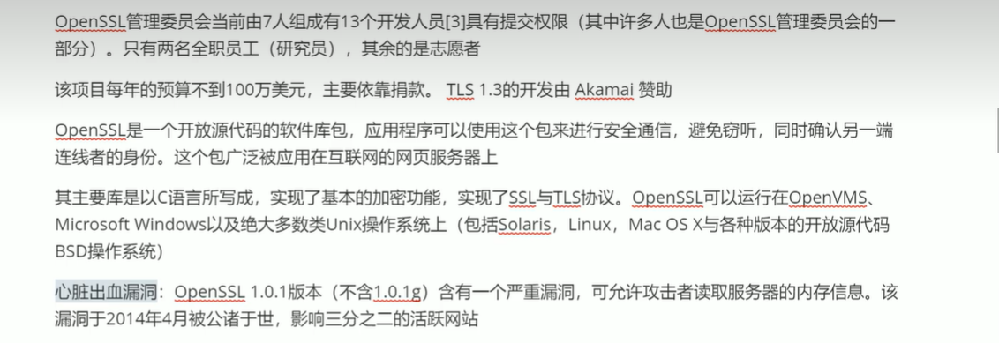 OpenSSL管理委员会当前由7人组成有13个开发人员[3]具有提交权限（其中许多人也是OpenSSL管理委员会的一
部分）。只有两名全职员工（研究员），其余的是志愿者
该项目每年的预算不到100万美元，主要依靠捐款。 TLS 1.3的开发由 Akamai 赞助
OpenSSL是一个开放源代码的软件库包，应用程序可以使用这个包来进行安全通信，避免窃听，同时确认另一端
连线者的身份。这个包广泛被应用在互联网的网页服务器上
其主要库是以C语言所写成，实现了基本的加密功能，实现了SSL与TLS协议。OpenSSL可以运行在OpenVMS、
Microsoft Windows以及绝大多数类Unix操作系统上（包括Solaris，Linux，Mac OS X与各种版本的开放源代码
BSD操作系统）
心脏出血漏洞：OpenSSL 1.0.1版本（不含1.0.1g）含有一个严重漏洞，可允许攻击者读取服务器的内存信息。该
漏洞于2014年4月被公诸于世，影响三分之二的活跃网站